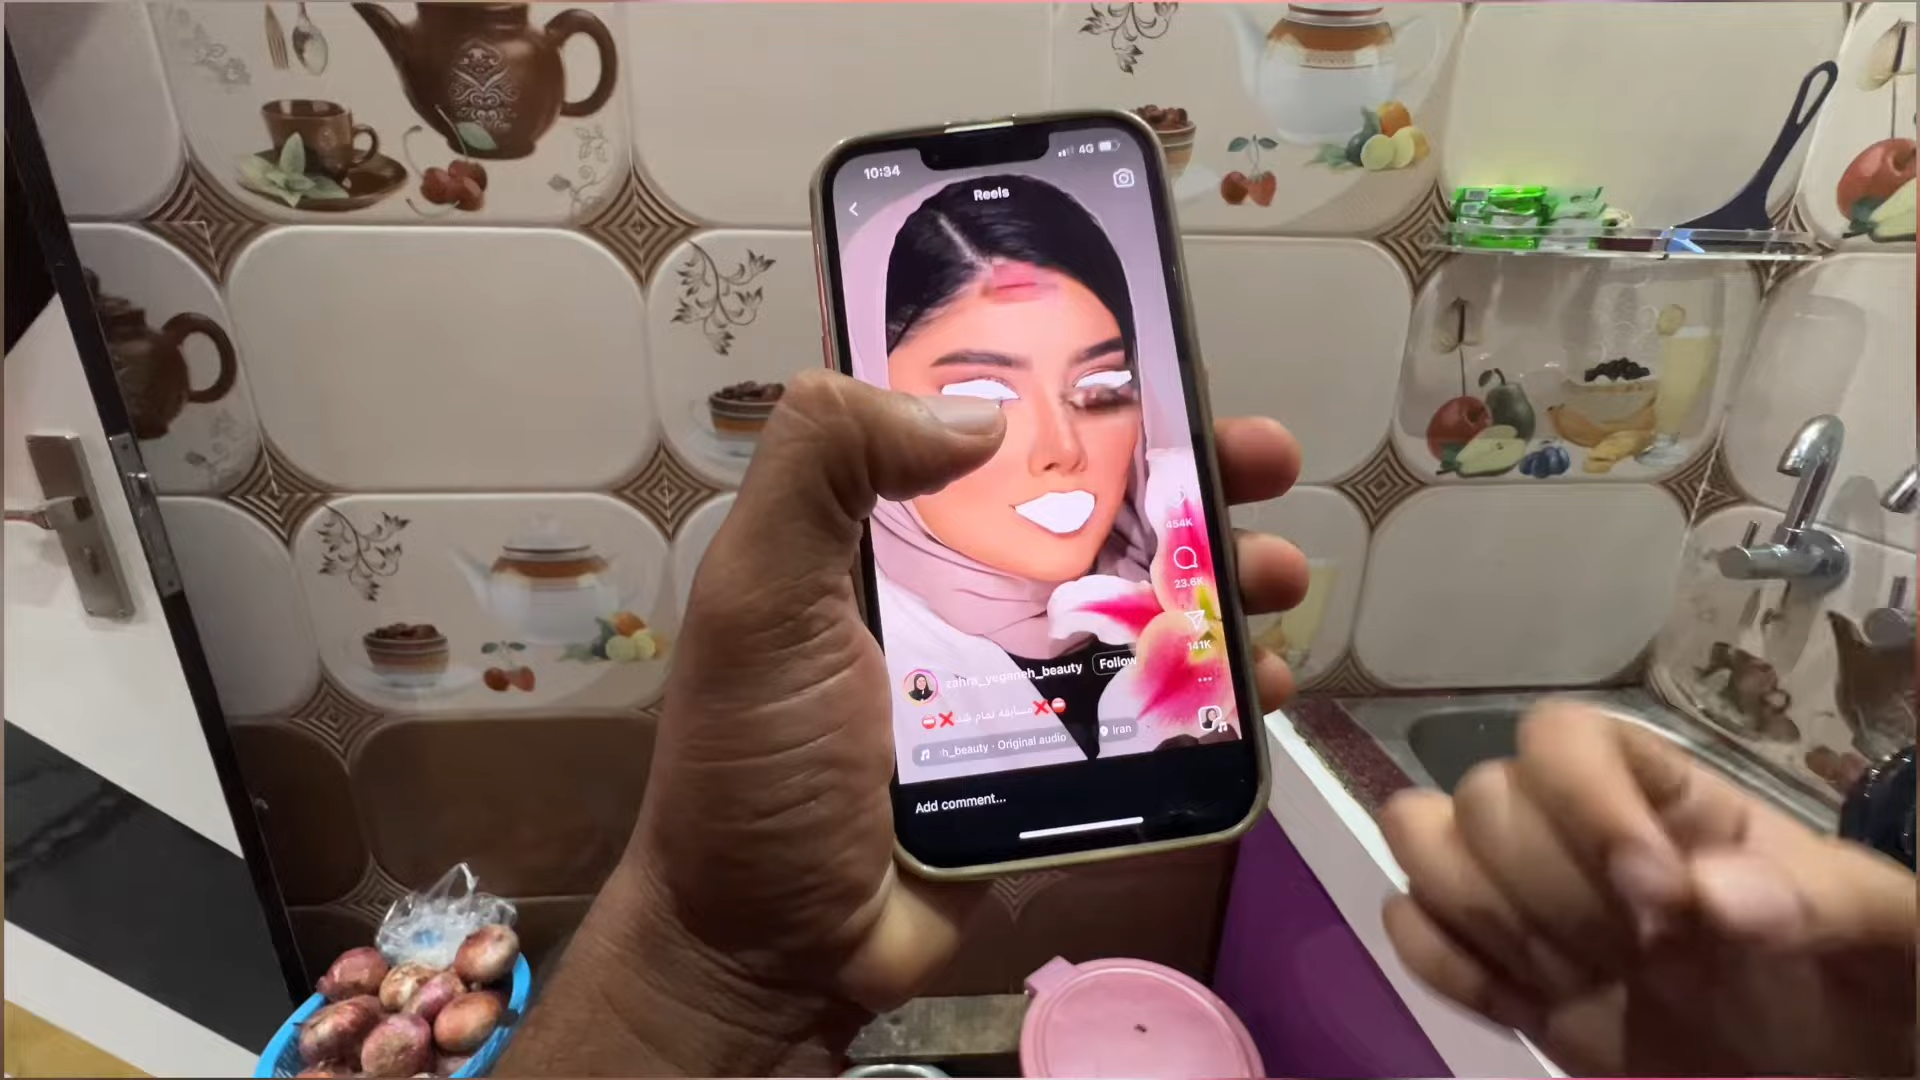 10:34
4G
Reels
454K
23.6K
141K
zahra_yeganeh_beauty
Follow
⛔❌مسابقه تمام شد❌⛔
h_beauty · Original audio
Iran
Add comment...